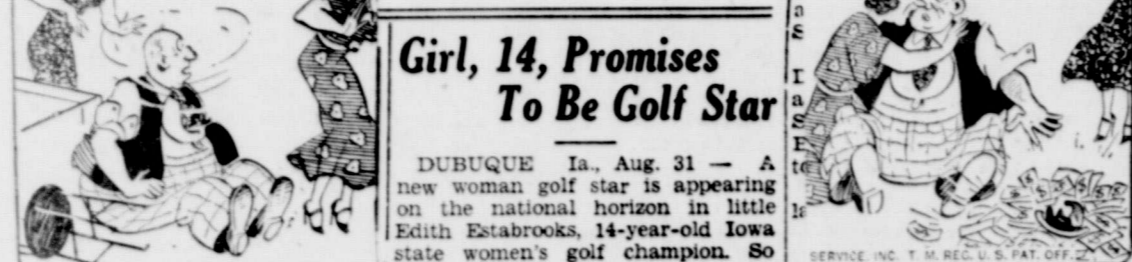 Girl, 14, Promises
To Be Golf Star
DUBUQUE Ia., Aug. 31 — A
new woman golf star is appearing
on the national horizon in little
Edith Estabrooks, 14-year-old Iowa
state women's golf champion. So
SERVICE, INC. T. M. REG. U. S. PAT. OFF.